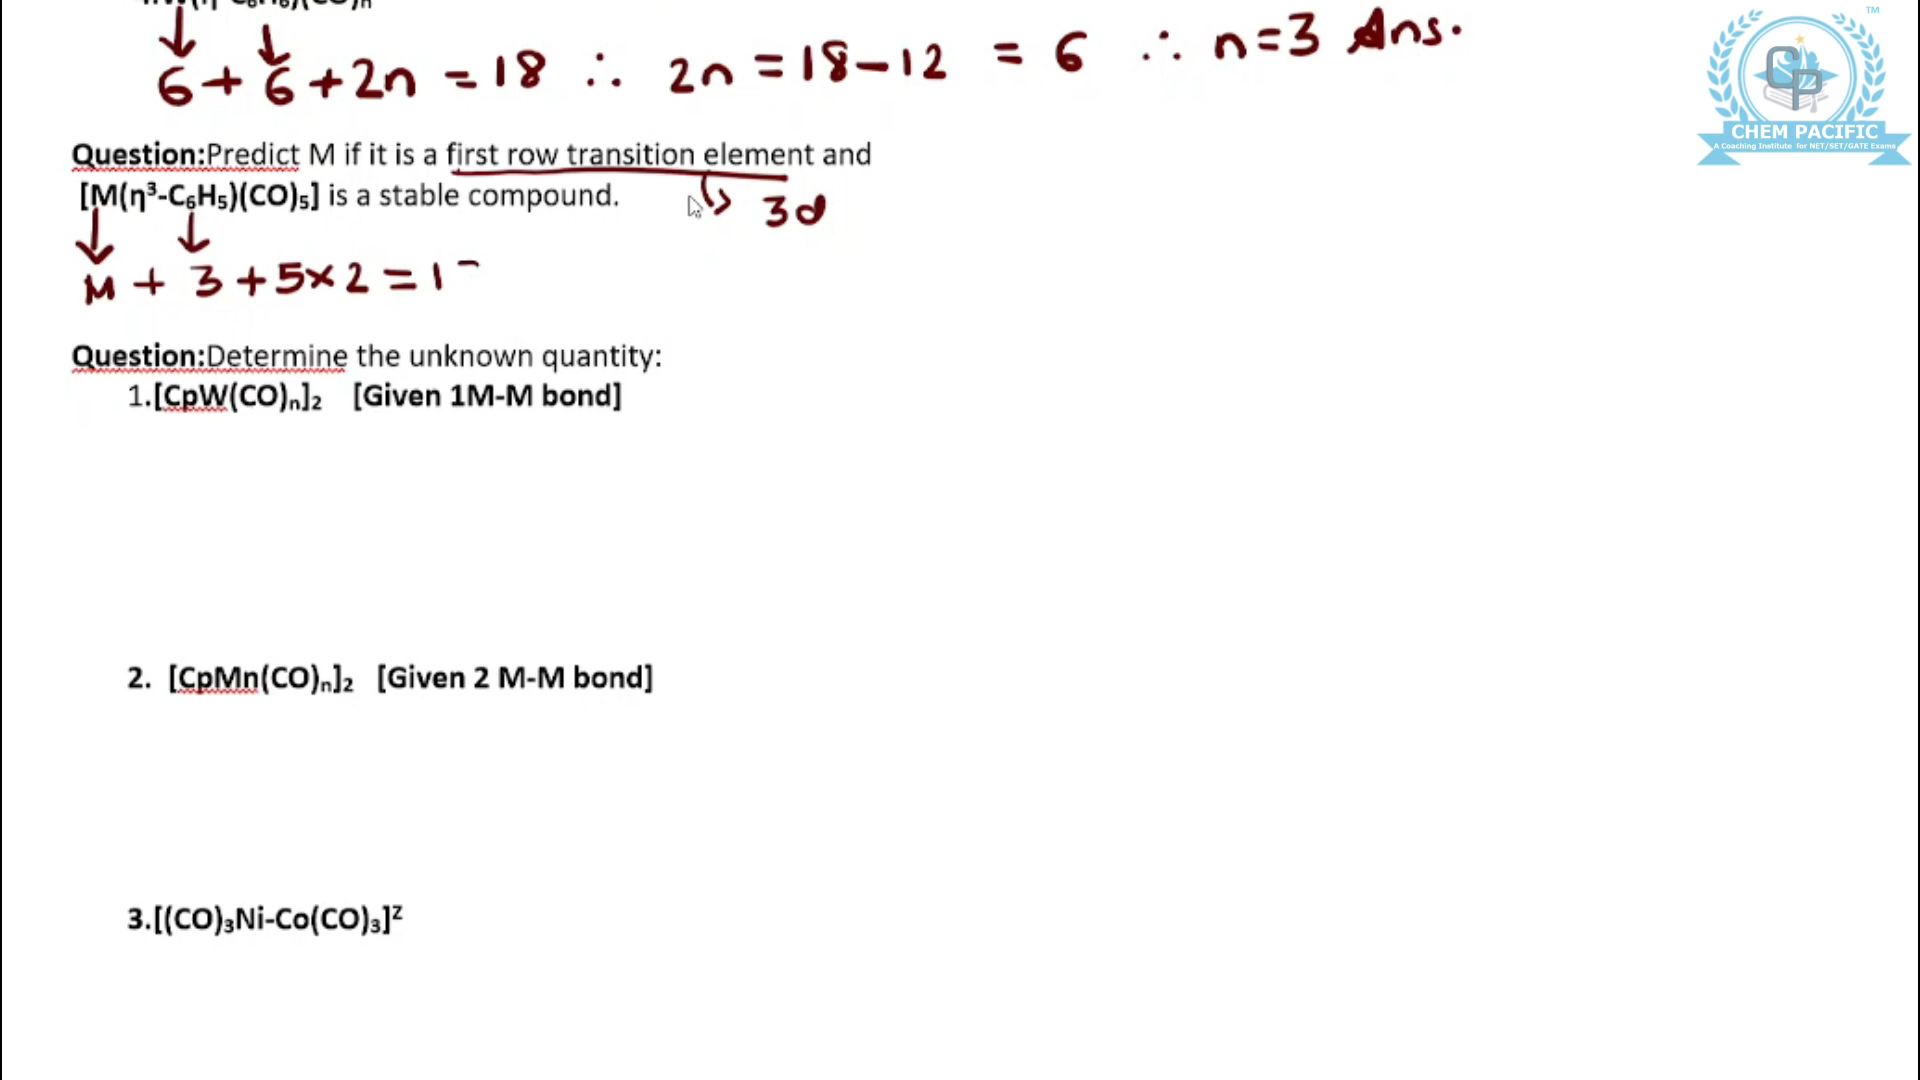 6 + 6 + 2n = 18 ∴ 2n = 18 - 12 = 6 ∴ n = 3 Ans.
TM
CP
CHEM PACIFIC
A Coaching Institute for NET/SET/GATE Exams
Question:Predict M if it is a first row transition element and
[M(η³-C₆H₅)(CO)₅] is a stable compound.
3d
M + 3 + 5×2 = 1
Question:Determine the unknown quantity:
1.[CpW(CO)ₙ]₂ [Given 1M-M bond]
2. [CpMn(CO)ₙ]₂ [Given 2 M-M bond]
3.[(CO)₃Ni-Co(CO)₃]ᶻ